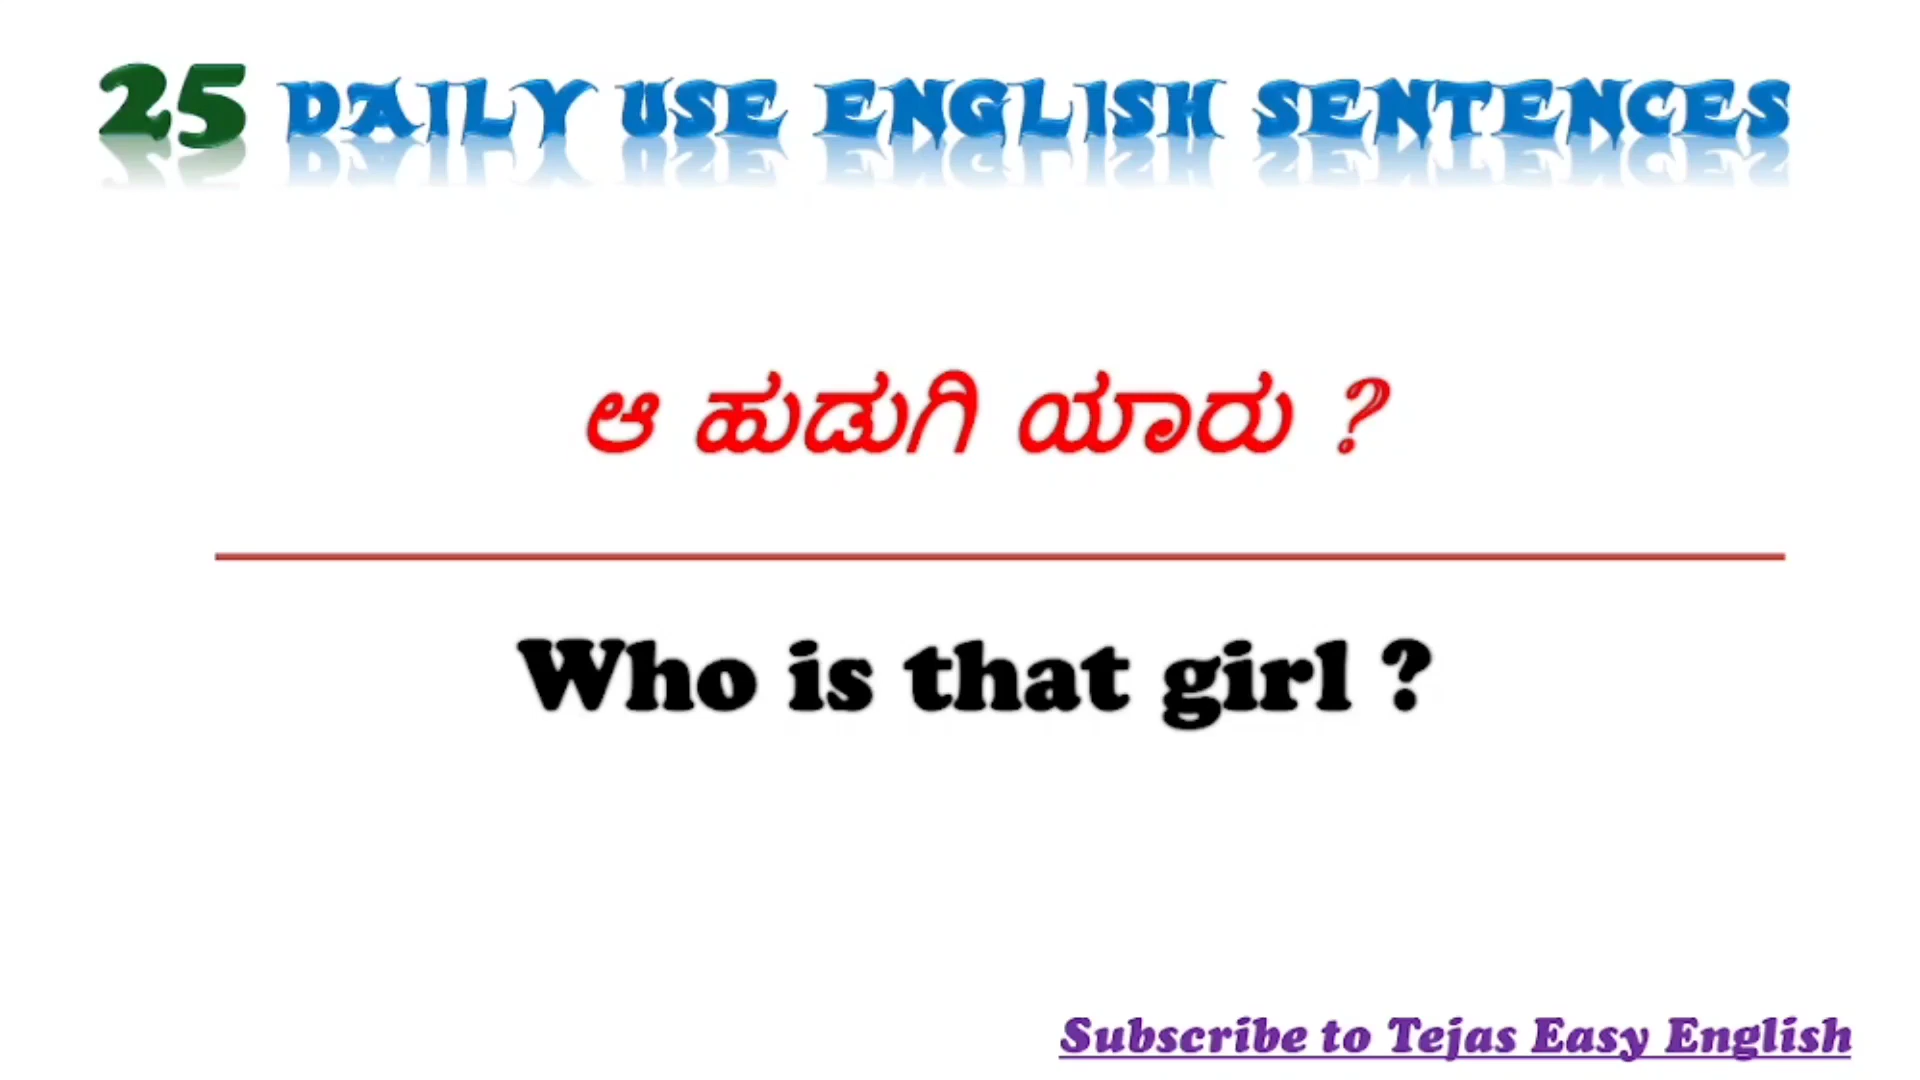 25 DAILY USE ENGLISH SENTENCES
ಆ ಹುಡುಗಿ ಯಾರು ?
Who is that girl ?
Subscribe to Tejas Easy English